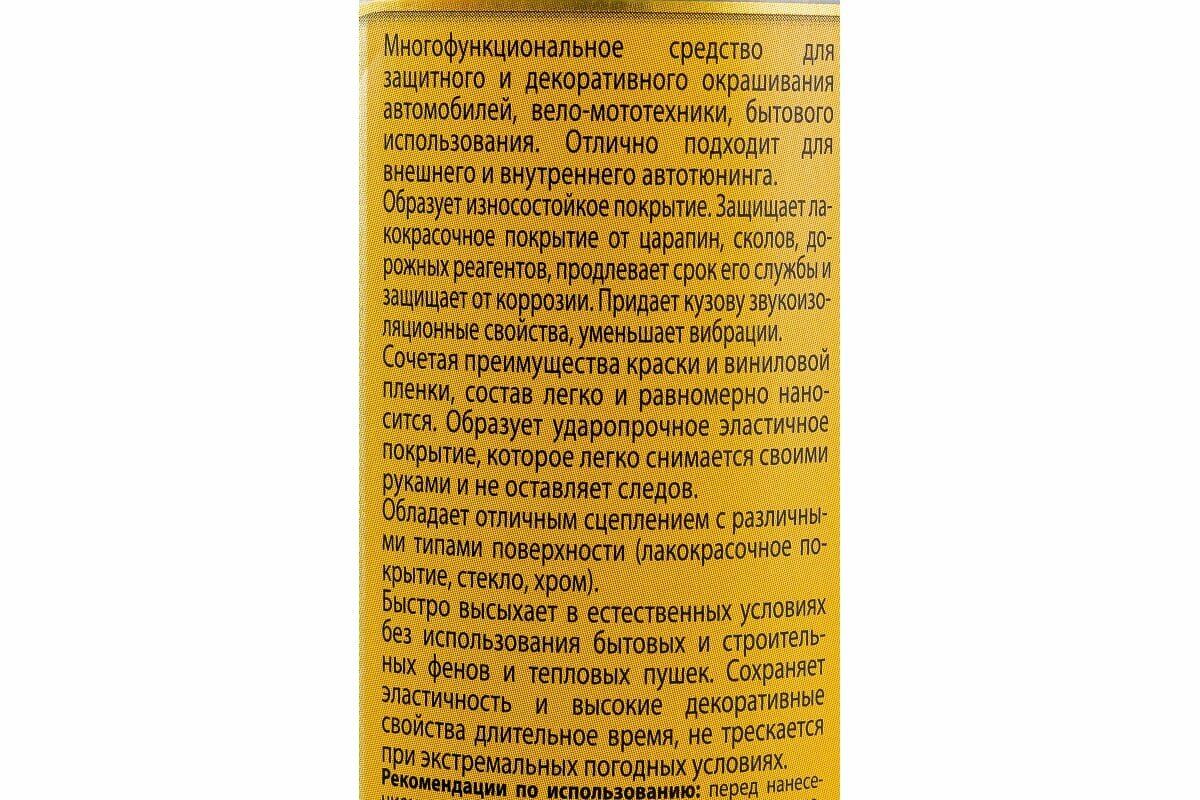 Многофункциональное средство для
защитного и декоративного окрашивания
автомобилей, вело-мототехники, бытового
использования. Отлично подходит для
внешнего и внутреннего автотюнинга.
Образует износостойкое покрытие. Защищает ла-
кокрасочное покрытие от царапин, сколов, до-
рожных реагентов, продлевает срок его службы и
защищает от коррозии. Придает кузову звукоизо-
ляционные свойства, уменьшает вибрации.
Сочетая преимущества краски и виниловой
пленки, состав легко и равномерно нано-
сится. Образует ударопрочное эластичное
покрытие, которое легко снимается своими
руками и не оставляет следов.
Обладает отличным сцеплением с различны-
ми типами поверхности (лакокрасочное по-
крытие, стекло, хром).
Быстро высыхает в естественных условиях
без использования бытовых и строитель-
ных фенов и тепловых пушек. Сохраняет
эластичность и высокие декоративные
свойства длительное время, не трескается
при экстремальных погодных условиях.
Рекомендации по использованию: перед нанесе-